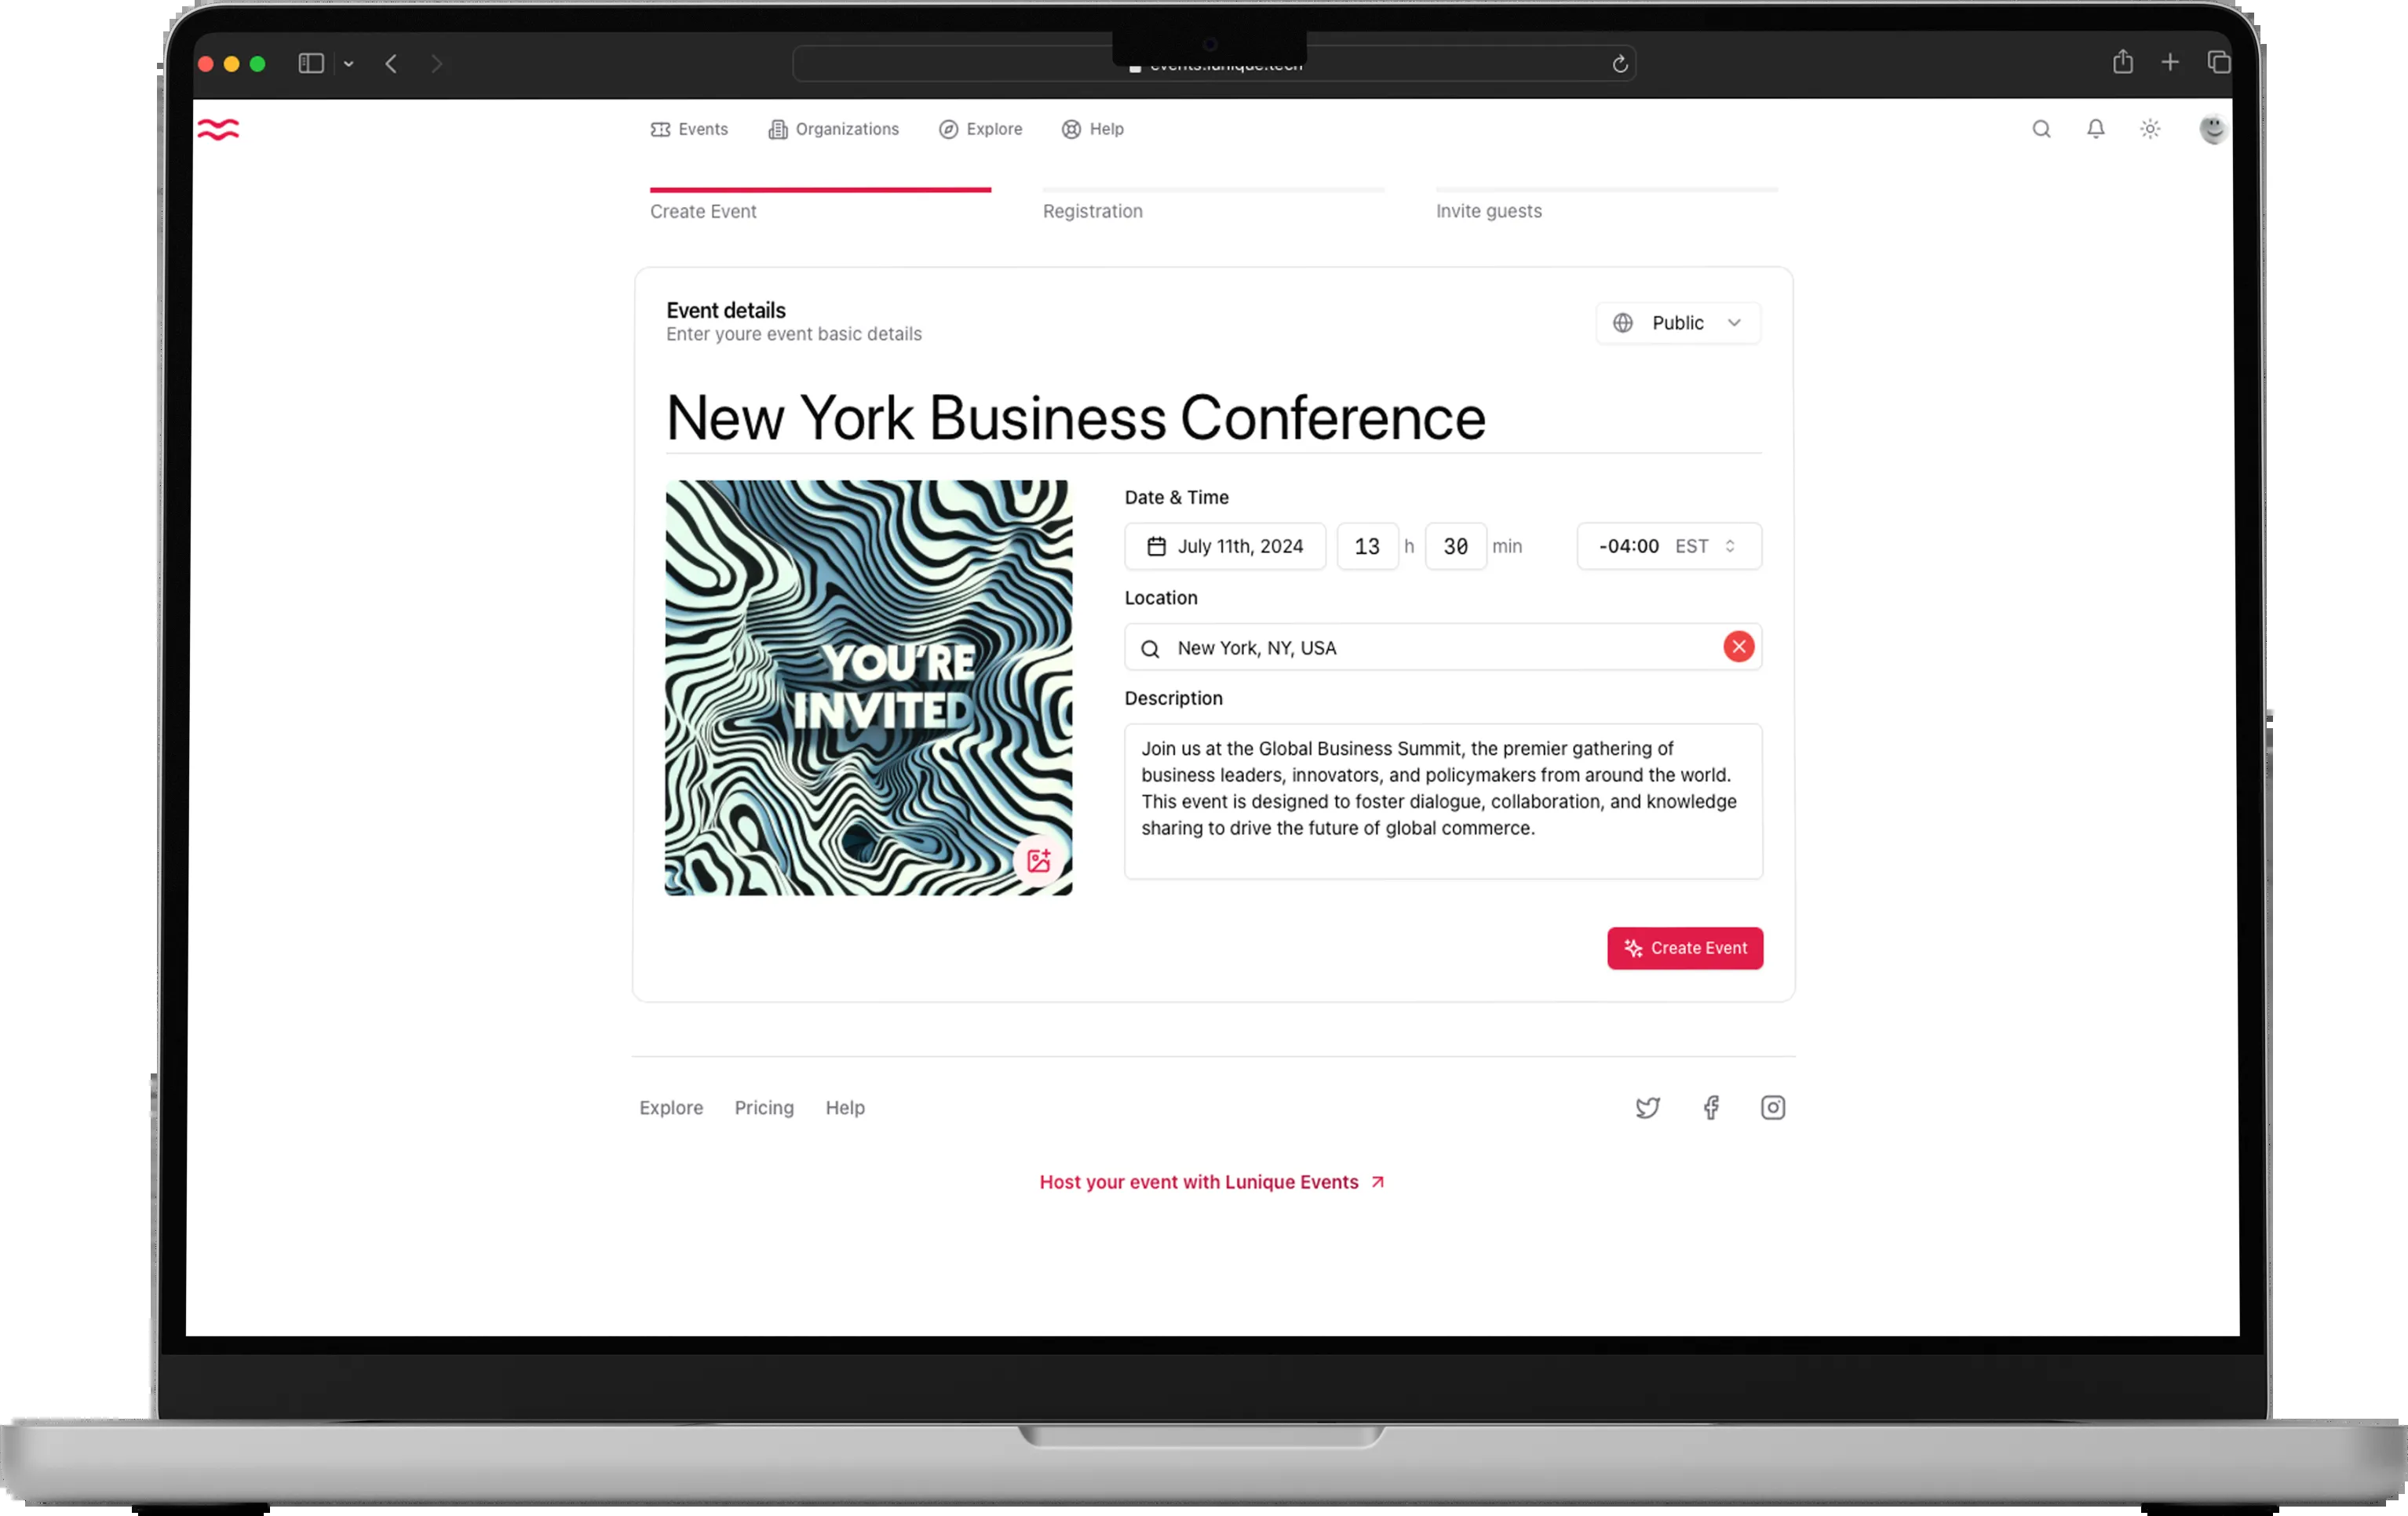 Events Organizations Explore Help
Create Event Registration Invite guests
Event details
Enter youre event basic details
Public
New York Business Conference
YOU'RE
INVITED
Date & Time
July 11th, 2024 13 h 30 min -04:00 EST
Location
New York, NY, USA
Description
Join us at the Global Business Summit, the premier gathering of
business leaders, innovators, and policymakers from around the world.
This event is designed to foster dialogue, collaboration, and knowledge
sharing to drive the future of global commerce.
Create Event
Explore Pricing Help
Host your event with Lunique Events